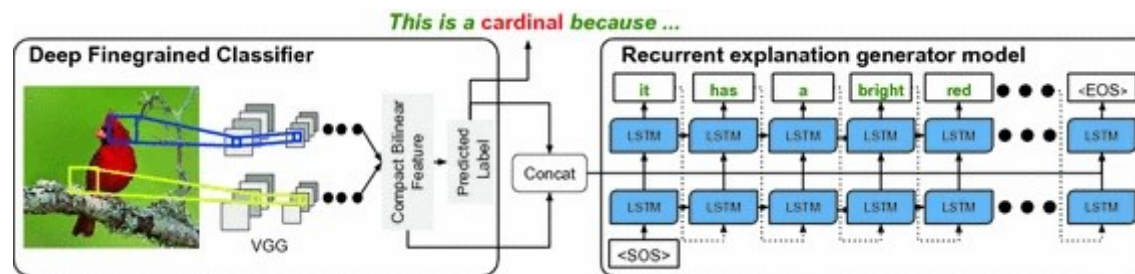 This is a cardinal because ...
Deep Finegrained Classifier
VGG
Compact Bilinear
Feature
Predicted
Label
Concat
Recurrent explanation generator model
it has a bright red <EOS>
LSTM LSTM LSTM LSTM LSTM LSTM
LSTM LSTM LSTM LSTM LSTM LSTM
<SOS>